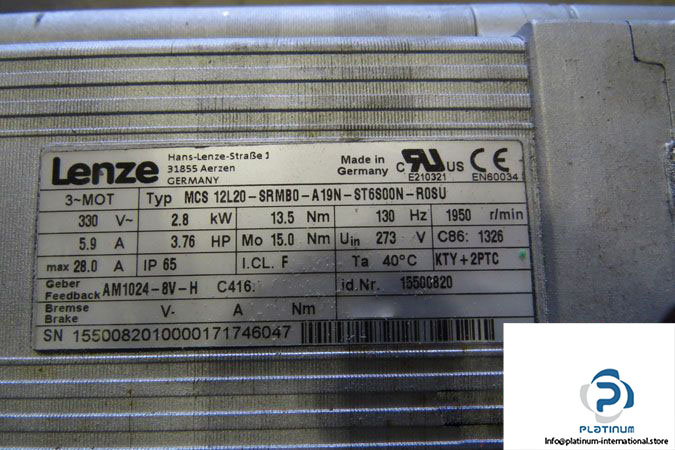 Lenze Hans-Lenze-Straße 1
31855 Aerzen
GERMANY
Made in
Germany
C RU US CE
E210321 EN60034
3~MOT Typ MCS 12L20-SRMB0-A19N-ST6S00N-R0SU
330 V~ 2.8 kW 13.5 Nm 130 Hz 1950 r/min
5.9 A 3.76 HP Mo 15.0 Nm Uin 273 V C86: 1326
max 28.0 A IP 65 I.CL. F Ta 40°C KTY+2PTC
Geber
Feedback AM1024-8V-H C416: id.Nr. 15500820
Bremse
Brake V- A Nm
SN 1550082010000171746047
P
PLATINUM
Info@platinum-international.store